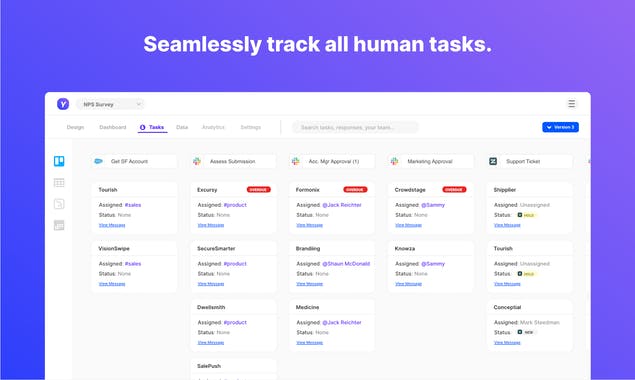 Seamlessly track all human tasks.
Y NPS Survey
Design Dashboard Tasks Data Analytics Settings Search tasks, responses, your team... Version 3
Get SF Account
Tourish
Assigned: #sales
Status: None
View Message
VisionSwipe
Assigned: #sales
Status: None
View Message
Assess Submission
Excursy OVERDUE
Assigned: #product
Status: None
View Message
SecureSmarter
Assigned: #product
Status: None
View Message
Dwellsmith
Assigned: #product
Status: None
View Message
SalePush
Acc. Mgr Approval (1)
Formonix OVERDUE
Assigned: @Jack Reichter
Status: None
View Message
Brandiing
Assigned: @Shaun McDonald
Status: None
View Message
Medicine
Assigned: @Jack Reichter
Status: None
View Message
Marketing Approval
Crowdstage OVERDUE
Assigned: @Sammy
Status: None
View Message
Knowza
Assigned: @Sammy
Status: None
View Message
Support Ticket
Shipplier
Assigned: Unassigned
Status: HOLD
View Message
Tourish
Assigned: Unassigned
Status: HOLD
View Message
Conceptial
Assigned: Mark Steedman
Status: NEW
View Message